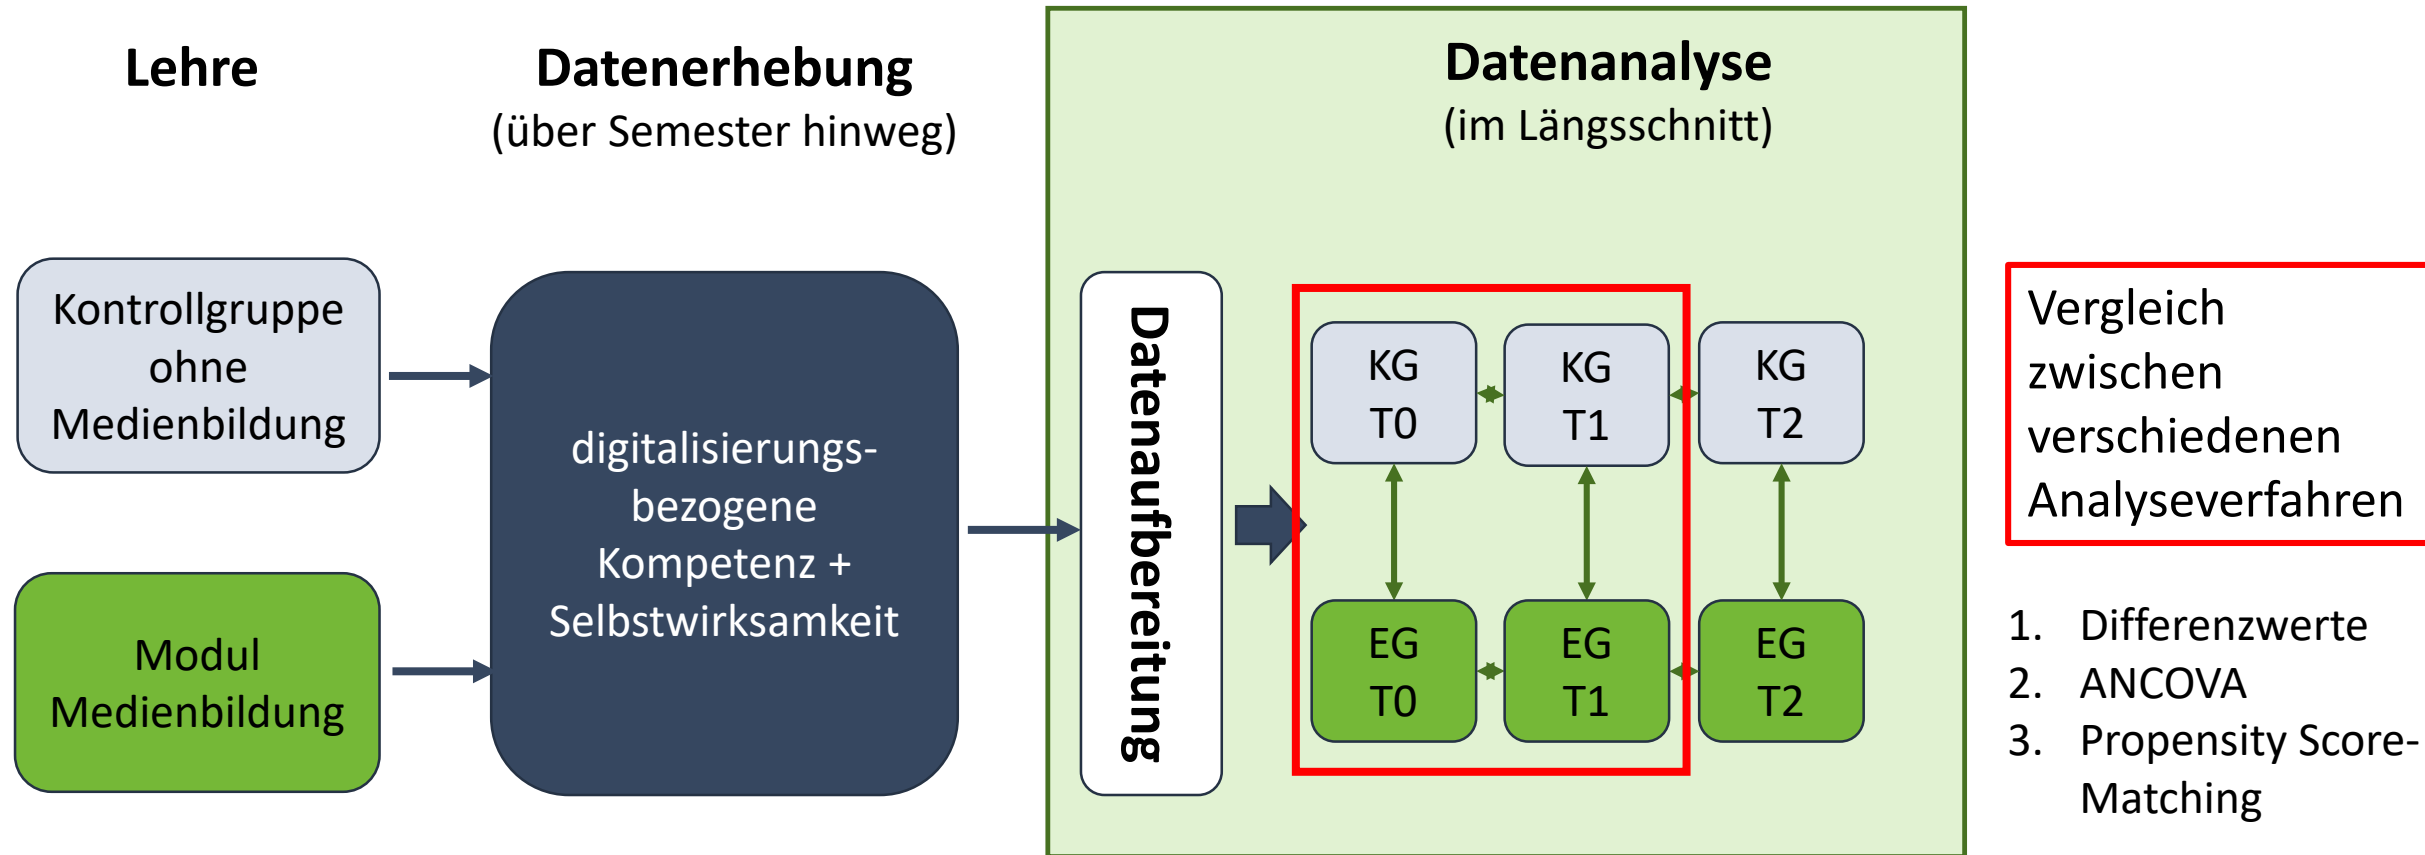 Lehre
Datenerhebung
(über Semester hinweg)
Datenanalyse
(im Längsschnitt)
Kontrollgruppe
ohne
Medienbildung
Modul
Medienbildung
digitalisierungs-
bezogene
Kompetenz +
Selbstwirksamkeit
Datenaufbereitung
KG
T0
KG
T1
KG
T2
EG
T0
EG
T1
EG
T2
Vergleich
zwischen
verschiedenen
Analyseverfahren
1. Differenzwerte
2. ANCOVA
3. Propensity Score-
Matching